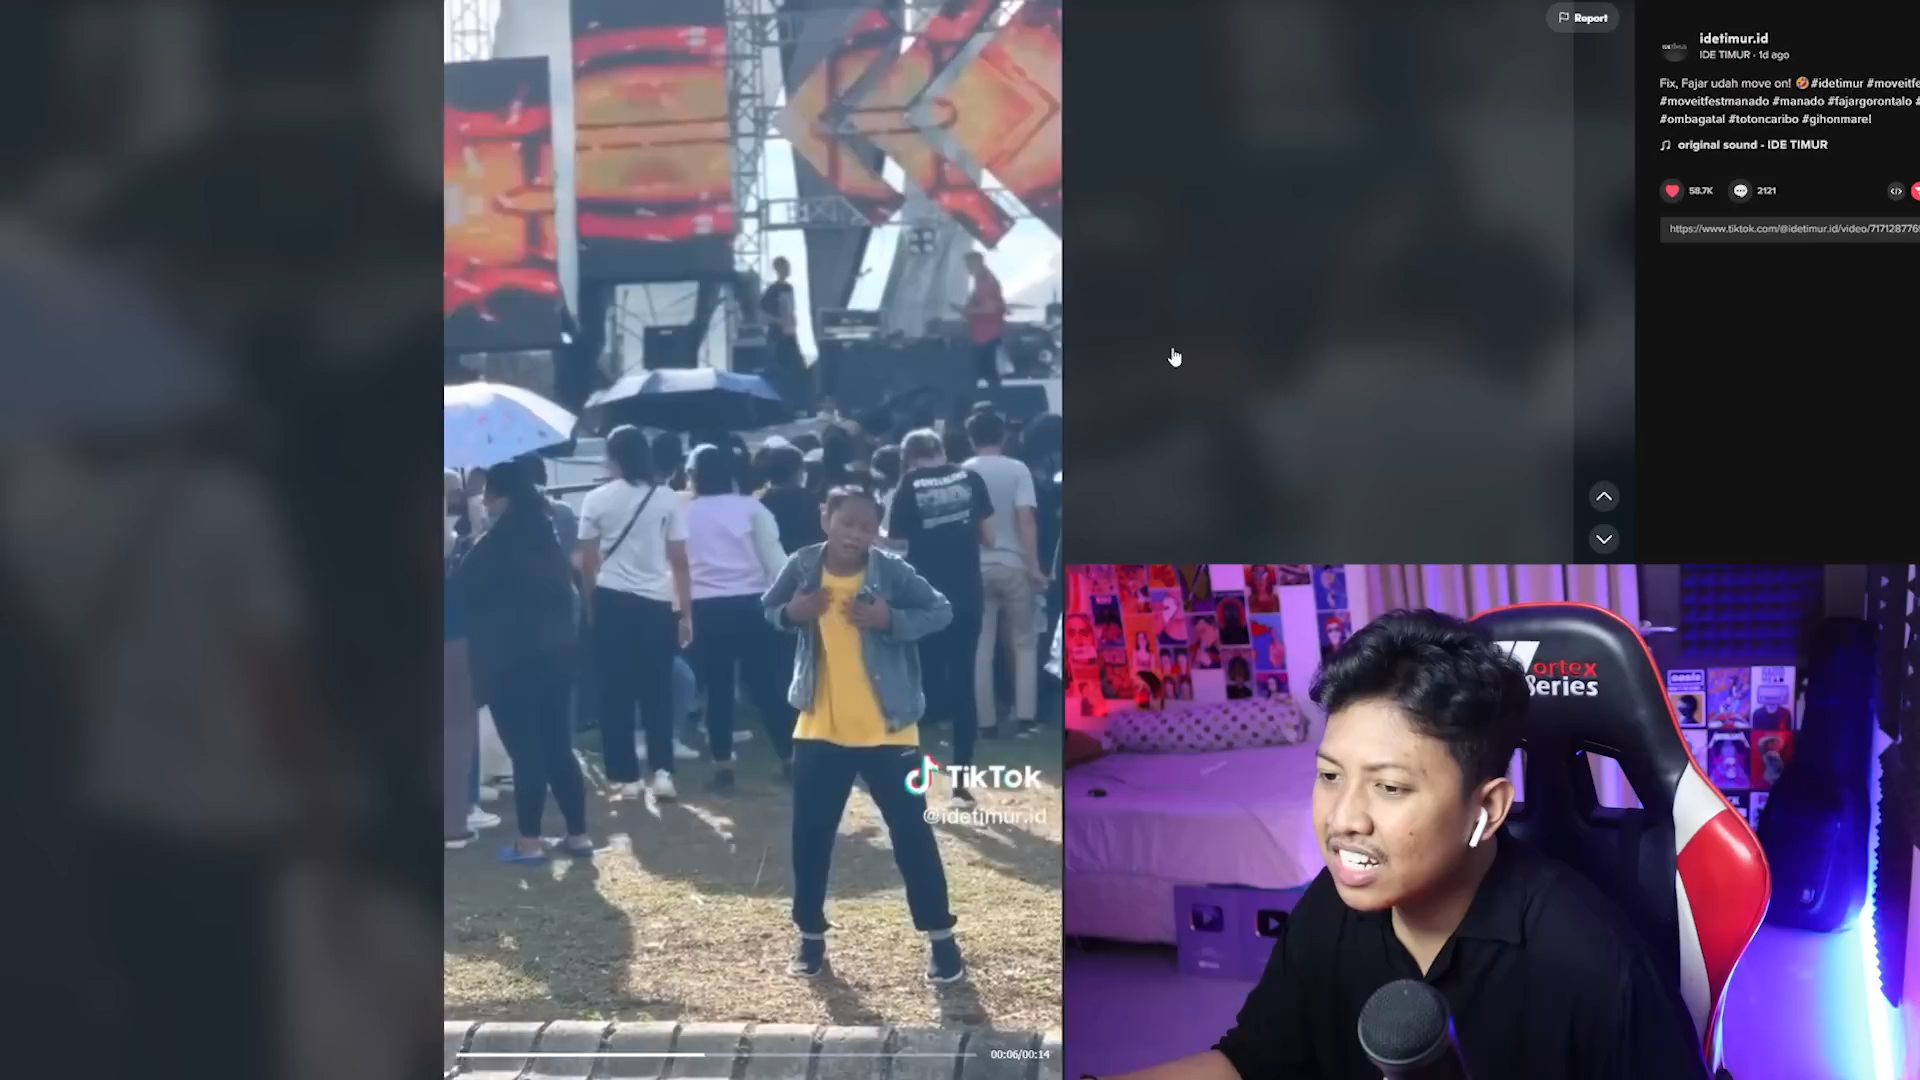 Report
idetimur.id
IDE TIMUR · 1d ago
Fix, Fajar udah move on! 🤣 #idetimur #moveitfe
#moveitfestmanado #manado #fajargorontalo #
#ombagatal #totoncaribo #gihonmarel
original sound - IDE TIMUR
58.7K
2121
https://www.tiktok.com/@idetimur.id/video/717128776
TikTok
@idetimur.id
00:06/00:14
ortex
Series
oasis